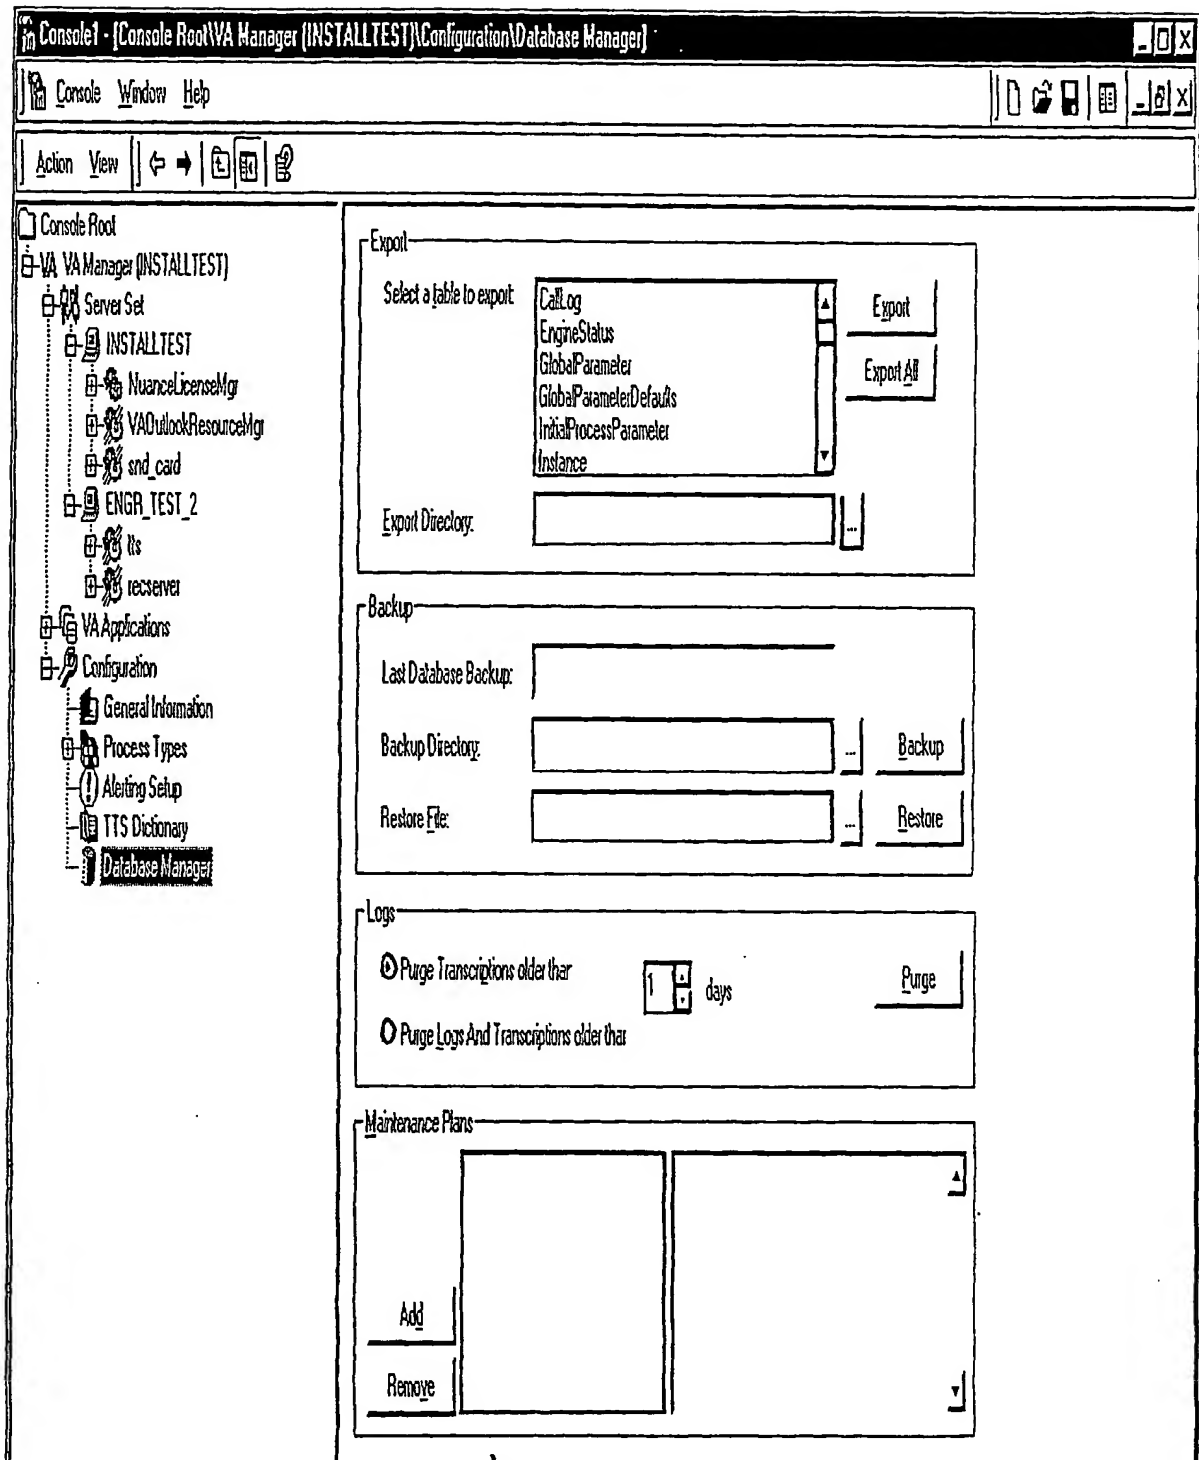 Console1 - [Console Root\VA Manager (INSTALLTEST)\Configuration\Database Manager]
Console Window Help
Action View
Console Root
VA VA Manager (INSTALLTEST)
Server Set
INSTALLTEST
NuanceLicenseMgr
VAOutlookResourceMgr
snd_card
ENGR_TEST_2
tts
recserver
VA Applications
Configuration
General Information
Process Types
Alerting Setup
TTS Dictionary
Database Manager
Export
Select a table to export:
CallLog
EngineStatus
GlobalParameter
GlobalParameterDefaults
InitialProcessParameter
Instance
Export
Export All
Export Directory:
...
Backup
Last Database Backup:
Backup Directory:
...
Backup
Restore File:
...
Restore
Logs
Purge Transcriptions older than
1 days
Purge
Purge Logs And Transcriptions older than
Maintenance Plans
Add
Remove